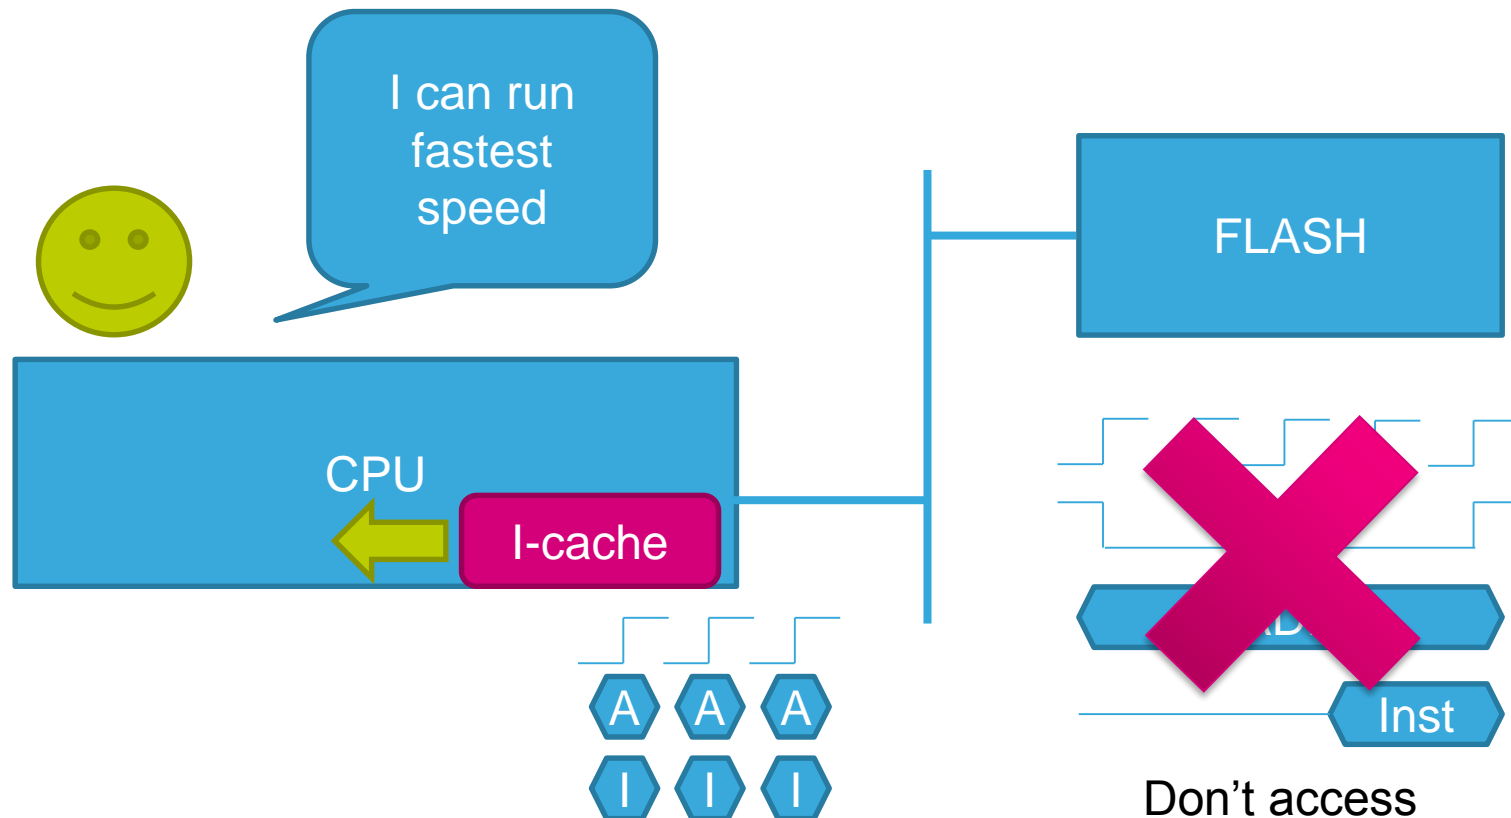 I can run
fastest
speed
FLASH
CPU
I-cache
A A A
I I I
Inst
Don’t access